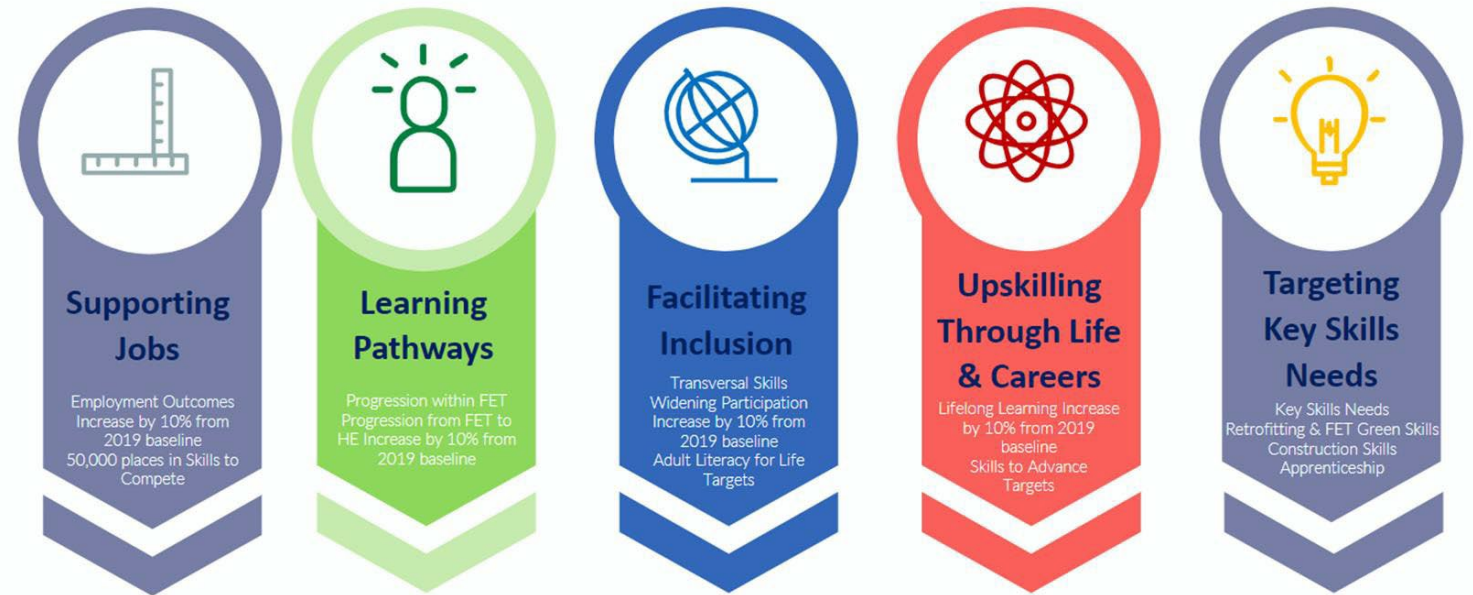 Supporting
Jobs
Employment Outcomes
Increase by 10% from
2019 baseline
50,000 places in Skills to
Compete
Learning
Pathways
Progression within FET
Progression from FET to
HE Increase by 10% from
2019 baseline
Facilitating
Inclusion
Transversal Skills
Widening Participation
Increase by 10% from
2019 baseline
Adult Literacy for Life
Targets
Upskilling
Through Life
& Careers
Lifelong Learning Increase
by 10% from 2019
baseline
Skills to Advance
Targets
Targeting
Key Skills
Needs
Key Skills Needs
Retrofitting & FET Green Skills
Construction Skills
Apprenticeship